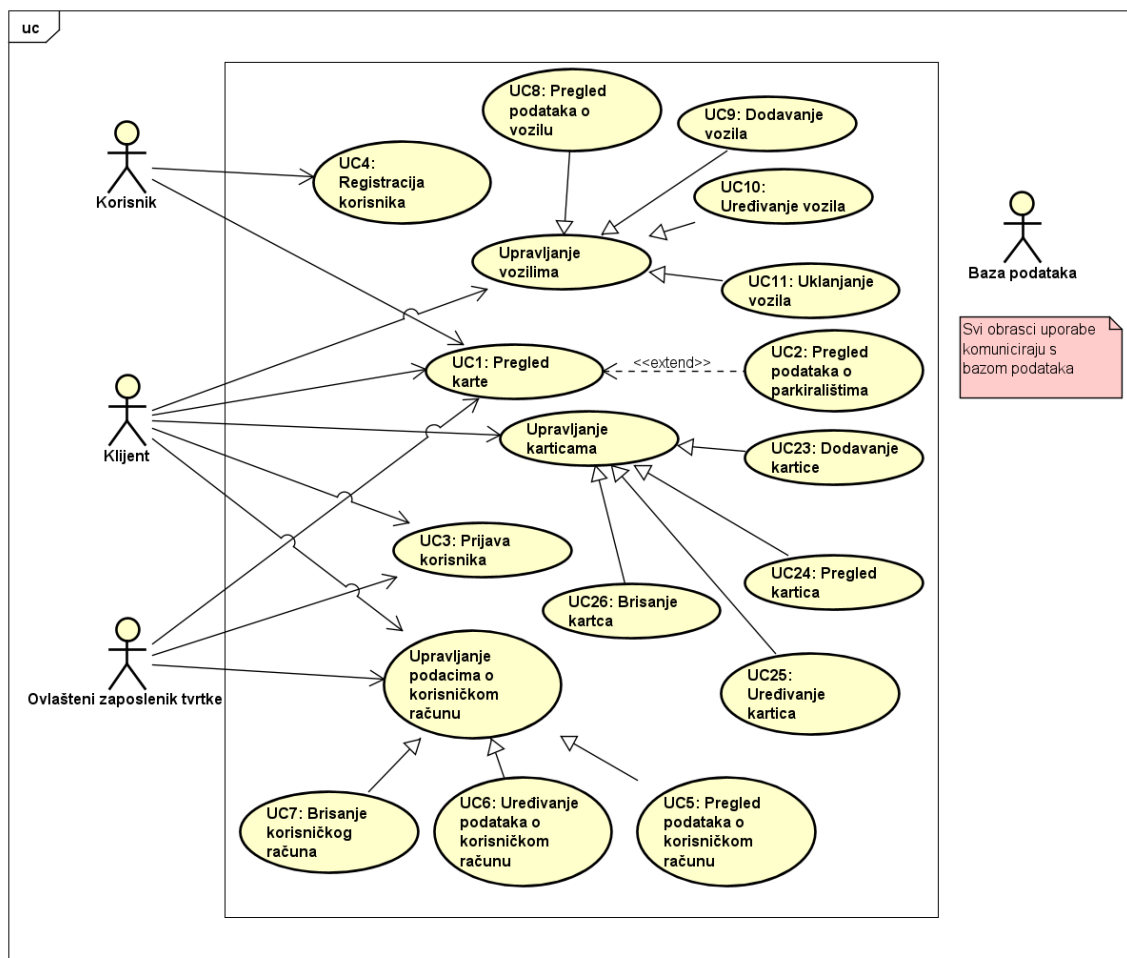 uc
UC8: Pregled
podataka o
vozilu
UC9: Dodavanje
vozila
UC4:
Registracija
korisnika
Korisnik
UC10:
Uređivanje vozila
Baza podataka
Upravljanje
vozilima
UC11: Uklanjanje
vozila
Svi obrasci uporabe
komuniciraju s
bazom podataka
UC1: Pregled
karte
<<extend>>
UC2: Pregled
podataka o
parkiralištima
Klijent
Upravljanje
karticama
UC23: Dodavanje
kartice
UC3: Prijava
korisnika
UC24: Pregled
kartica
UC26: Brisanje
kartca
Ovlašteni zaposlenik tvrtke
Upravljanje
podacima o
korisničkom
računu
UC25:
Uređivanje
kartica
UC7: Brisanje
korisničkog
računa
UC6: Uređivanje
podataka o
korisničkom
računu
UC5: Pregled
podataka o
korisničkom
računu